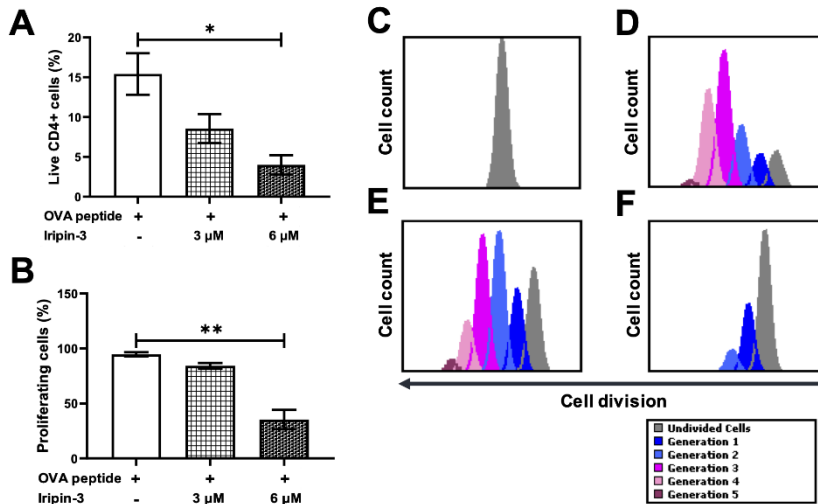 A
Live CD4+ cells (%)
20
15
10
5
0
*
OVA peptide + + +
Iripin-3 - 3 µM 6 µM
B
Proliferating cells (%)
150
100
50
0
**
OVA peptide + + +
Iripin-3 - 3 µM 6 µM
C
Cell count
D
Cell count
E
Cell count
F
Cell count
Cell division
Undivided Cells
Generation 1
Generation 2
Generation 3
Generation 4
Generation 5